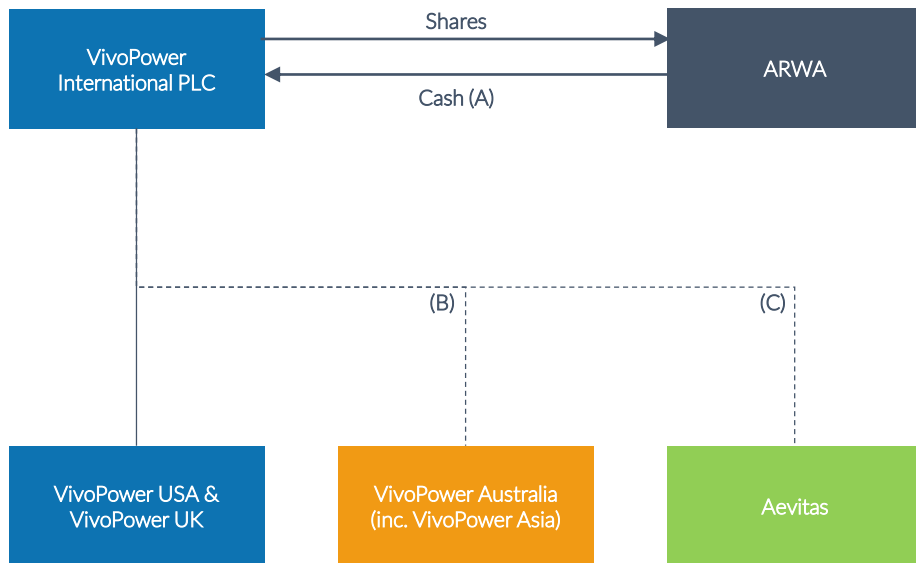 Shares
VivoPower
International PLC
ARWA
Cash (A)
(B)
(C)
VivoPower USA &
VivoPower UK
VivoPower Australia
(inc. VivoPower Asia)
Aevitas